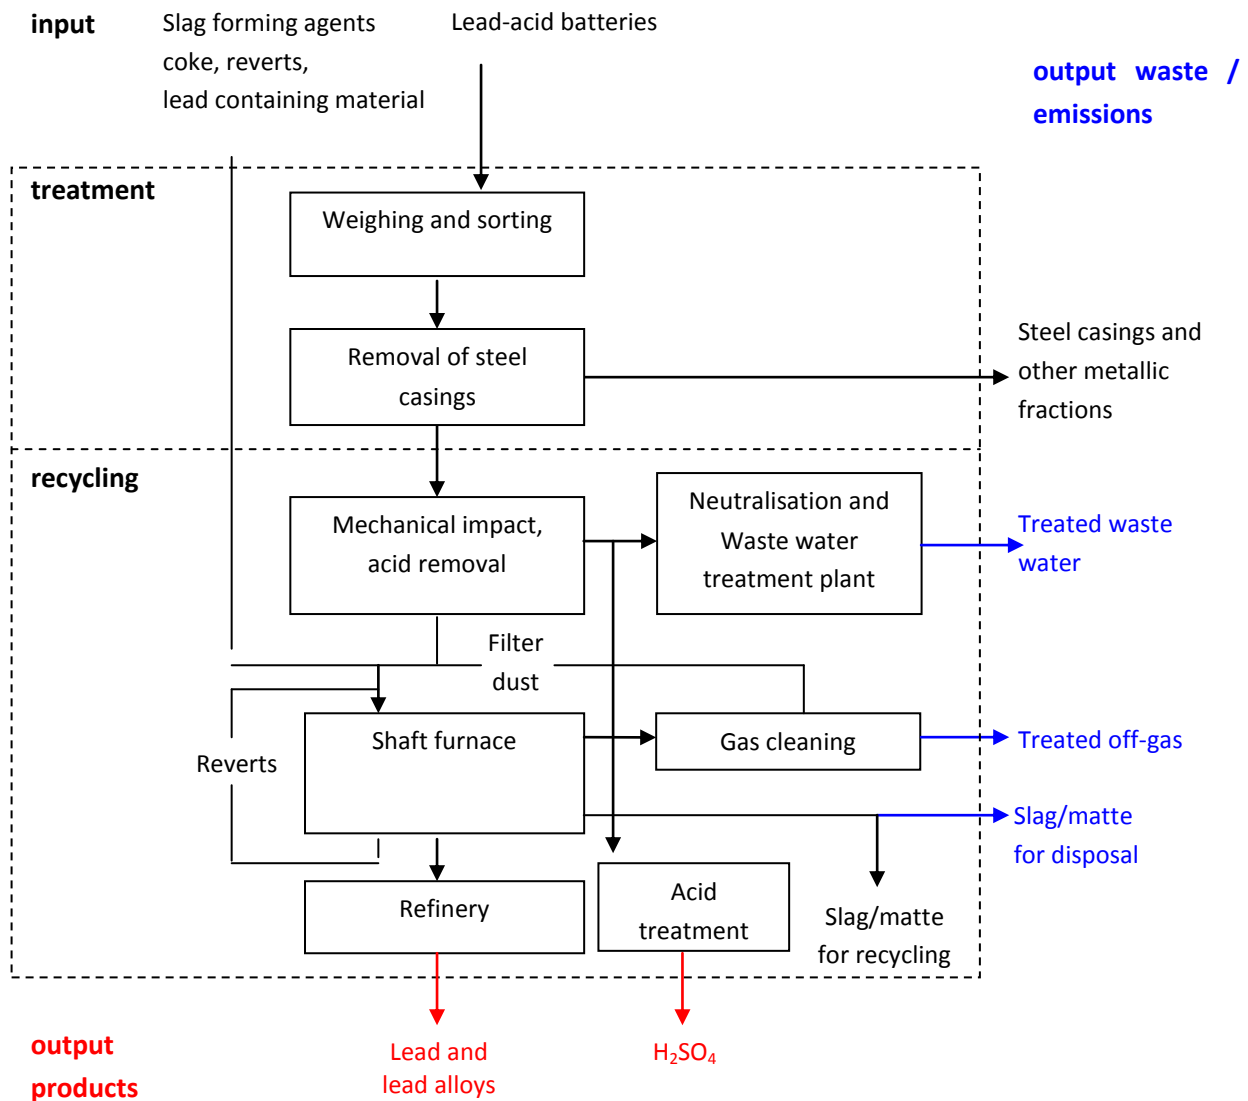 input
Slag forming agents
coke, reverts,
lead containing material
Lead-acid batteries
output waste /
emissions
treatment
Weighing and sorting
Removal of steel
casings
Steel casings and
other metallic
fractions
recycling
Mechanical impact,
acid removal
Neutralisation and
Waste water
treatment plant
Treated waste
water
Filter
dust
Shaft furnace
Gas cleaning
Treated off-gas
Reverts
Slag/matte
for disposal
Refinery
Acid
treatment
Slag/matte
for recycling
output
products
Lead and
lead alloys
H₂SO₄